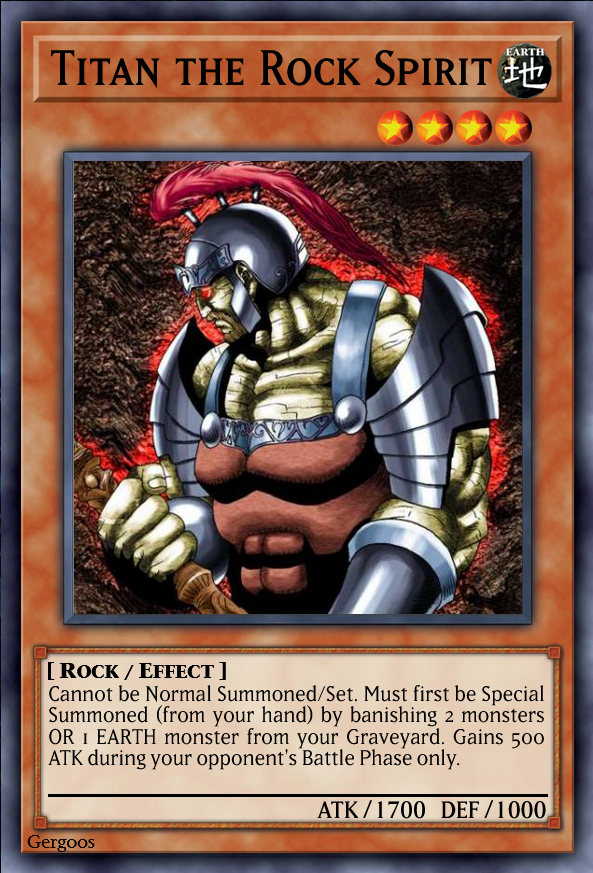 Titan the Rock Spirit
EARTH
地
[ Rock / Effect ]
Cannot be Normal Summoned/Set. Must first be Special
Summoned (from your hand) by banishing 2 monsters
OR 1 EARTH monster from your Graveyard. Gains 500
ATK during your opponent's Battle Phase only.
ATK/1700 DEF/1000
Gergoos